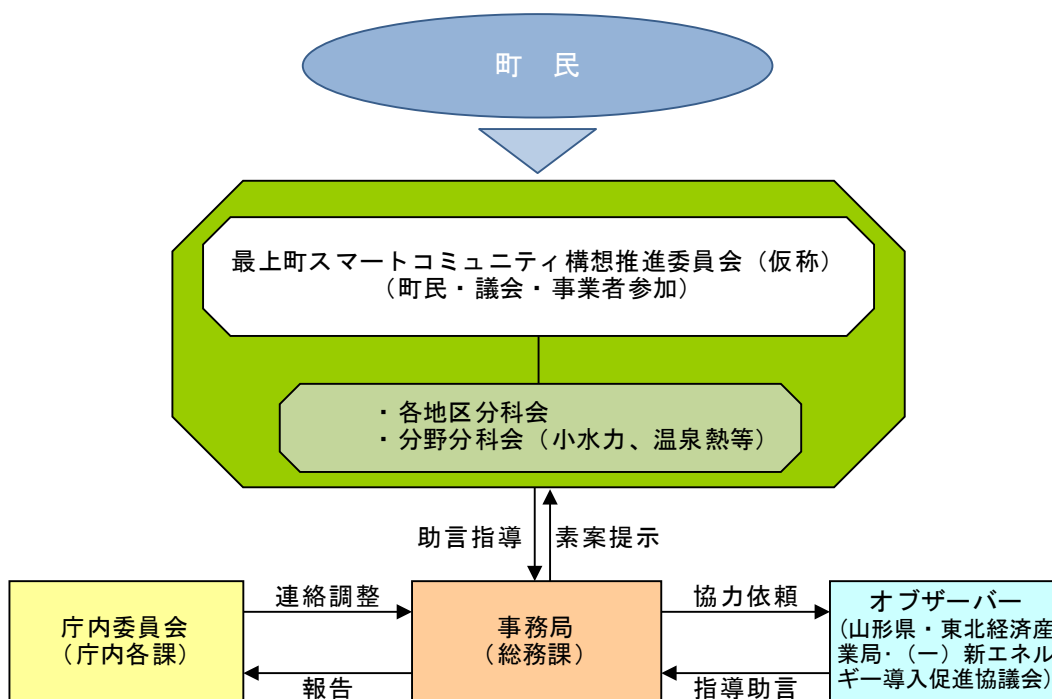 町　民
最上町スマートコミュニティ構想推進委員会（仮称）
（町民・議会・事業者参加）
・各地区分科会
・分野分科会（小水力、温泉熱等）
助言指導
素案提示
庁内委員会
（庁内各課）
連絡調整
報告
事務局
（総務課）
協力依頼
指導助言
オブザーバー
（山形県・東北経済産
業局・（一）新エネル
ギー導入促進協議会）